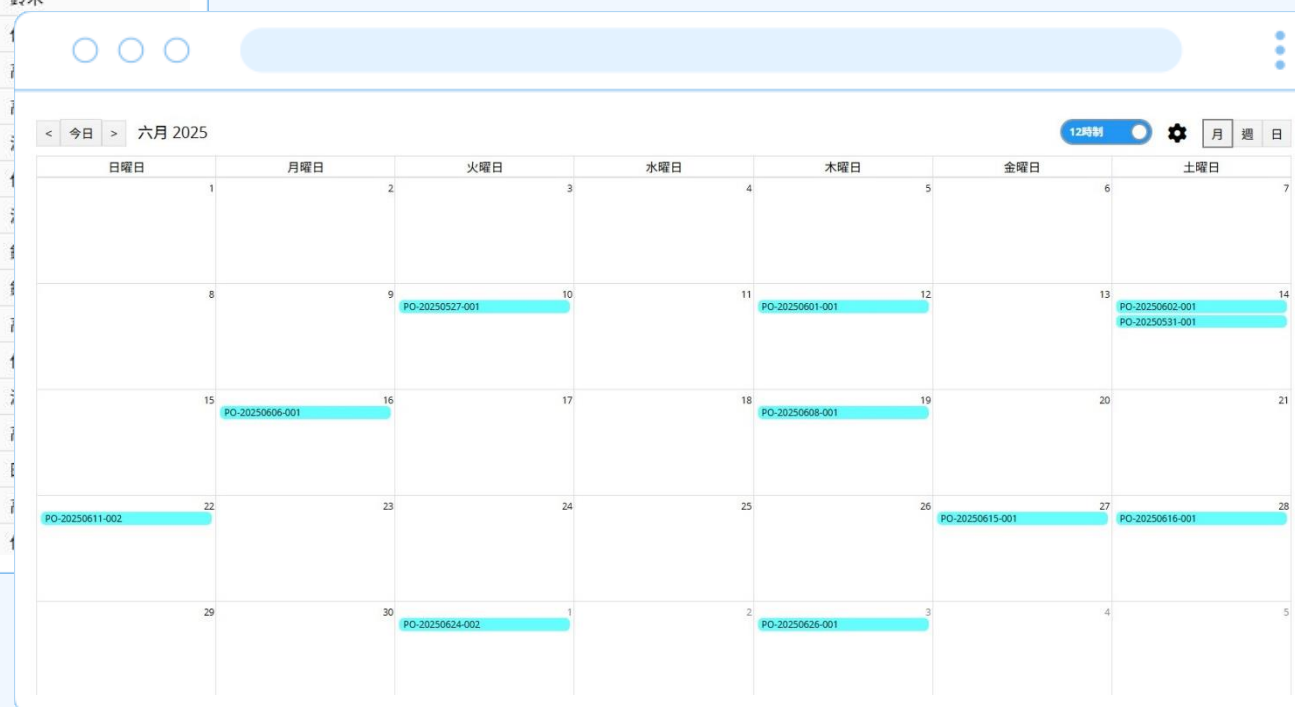 鈴木
< 今日 > 六月 2025 12時制 月 週 日
日曜日 月曜日 火曜日 水曜日 木曜日 金曜日 土曜日
1 2 3 4 5 6 7
8 9 10 11 12 13 14
PO-20250527-001 PO-20250601-001 PO-20250602-001
PO-20250531-001
15 16 17 18 19 20 21
PO-20250606-001 PO-20250608-001
22 23 24 25 26 27 28
PO-20250611-002 PO-20250615-001 PO-20250616-001
29 30 1 2 3 4 5
PO-20250624-002 PO-20250626-001